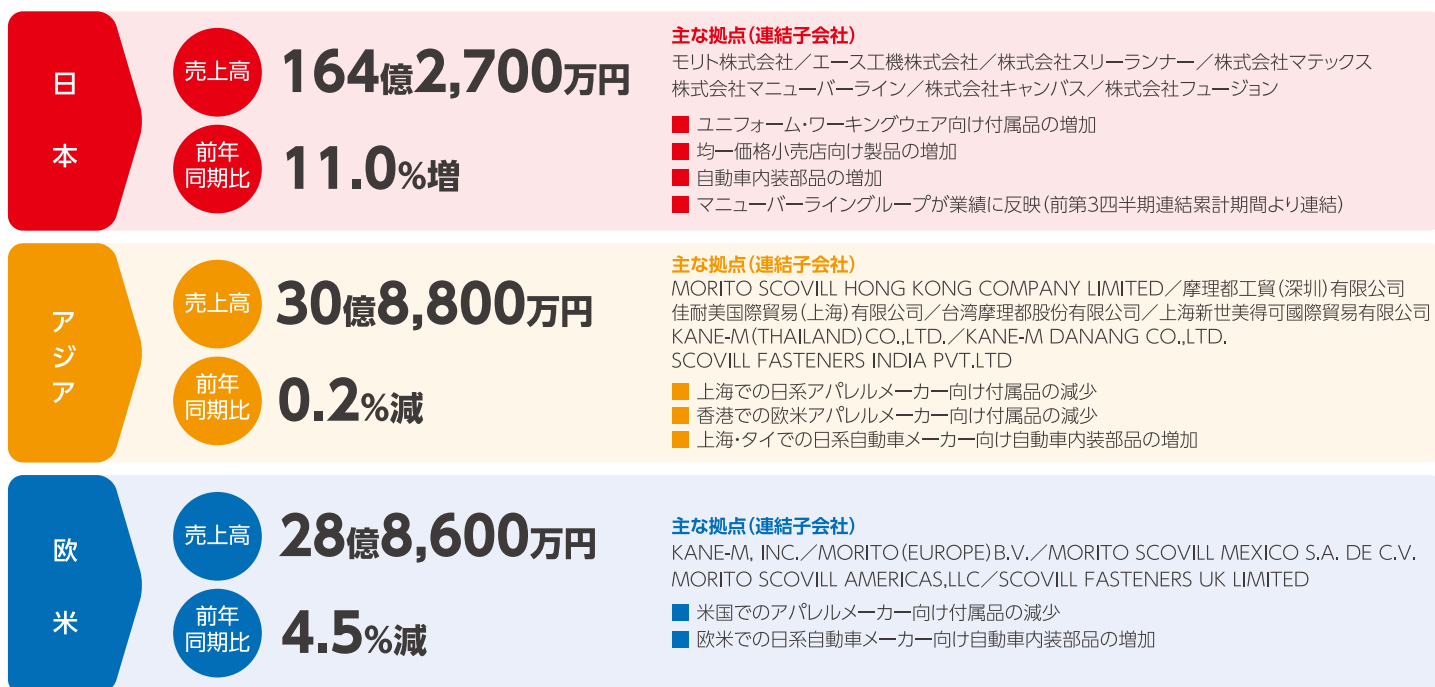 日本
売上高
164億2,700万円
前年
同期比
11.0%増
主な拠点(連結子会社)
モリト株式会社/エース工機株式会社/株式会社スリーランナー/株式会社マテックス
株式会社マニューバーライン/株式会社キャンバス/株式会社フュージョン
ユニフォーム・ワーキングウェア向け付属品の増加
均一価格小売店向け製品の増加
自動車内装部品の増加
マニューバーライングループが業績に反映(前第3四半期連結累計期間より連結)
アジア
売上高
30億8,800万円
前年
同期比
0.2%減
主な拠点(連結子会社)
MORITO SCOVILL HONG KONG COMPANY LIMITED/摩理都工貿(深圳)有限公司
佳耐美国際貿易(上海)有限公司/台湾摩理都股份有限公司/上海新世美得可國際貿易有限公司
KANE-M(THAILAND)CO.,LTD./KANE-M DANANG CO.,LTD.
SCOVILL FASTENERS INDIA PVT.LTD
上海での日系アパレルメーカー向け付属品の減少
香港での欧米アパレルメーカー向け付属品の減少
上海・タイでの日系自動車メーカー向け自動車内装部品の増加
欧米
売上高
28億8,600万円
前年
同期比
4.5%減
主な拠点(連結子会社)
KANE-M, INC./MORITO(EUROPE)B.V./MORITO SCOVILL MEXICO S.A. DE C.V.
MORITO SCOVILL AMERICAS,LLC/SCOVILL FASTENERS UK LIMITED
米国でのアパレルメーカー向け付属品の減少
欧米での日系自動車メーカー向け自動車内装部品の増加